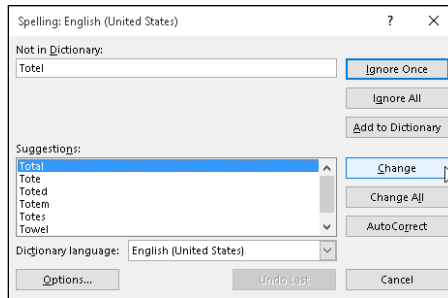 Spelling: English (United States) ? ×
Not in Dictionary:
Totel
Ignore Once
Ignore All
Add to Dictionary
Suggestions:
Total
Tote
Toted
Totem
Totes
Towel
Change
Change All
AutoCorrect
Dictionary language: English (United States)
Options... Undo Last Cancel